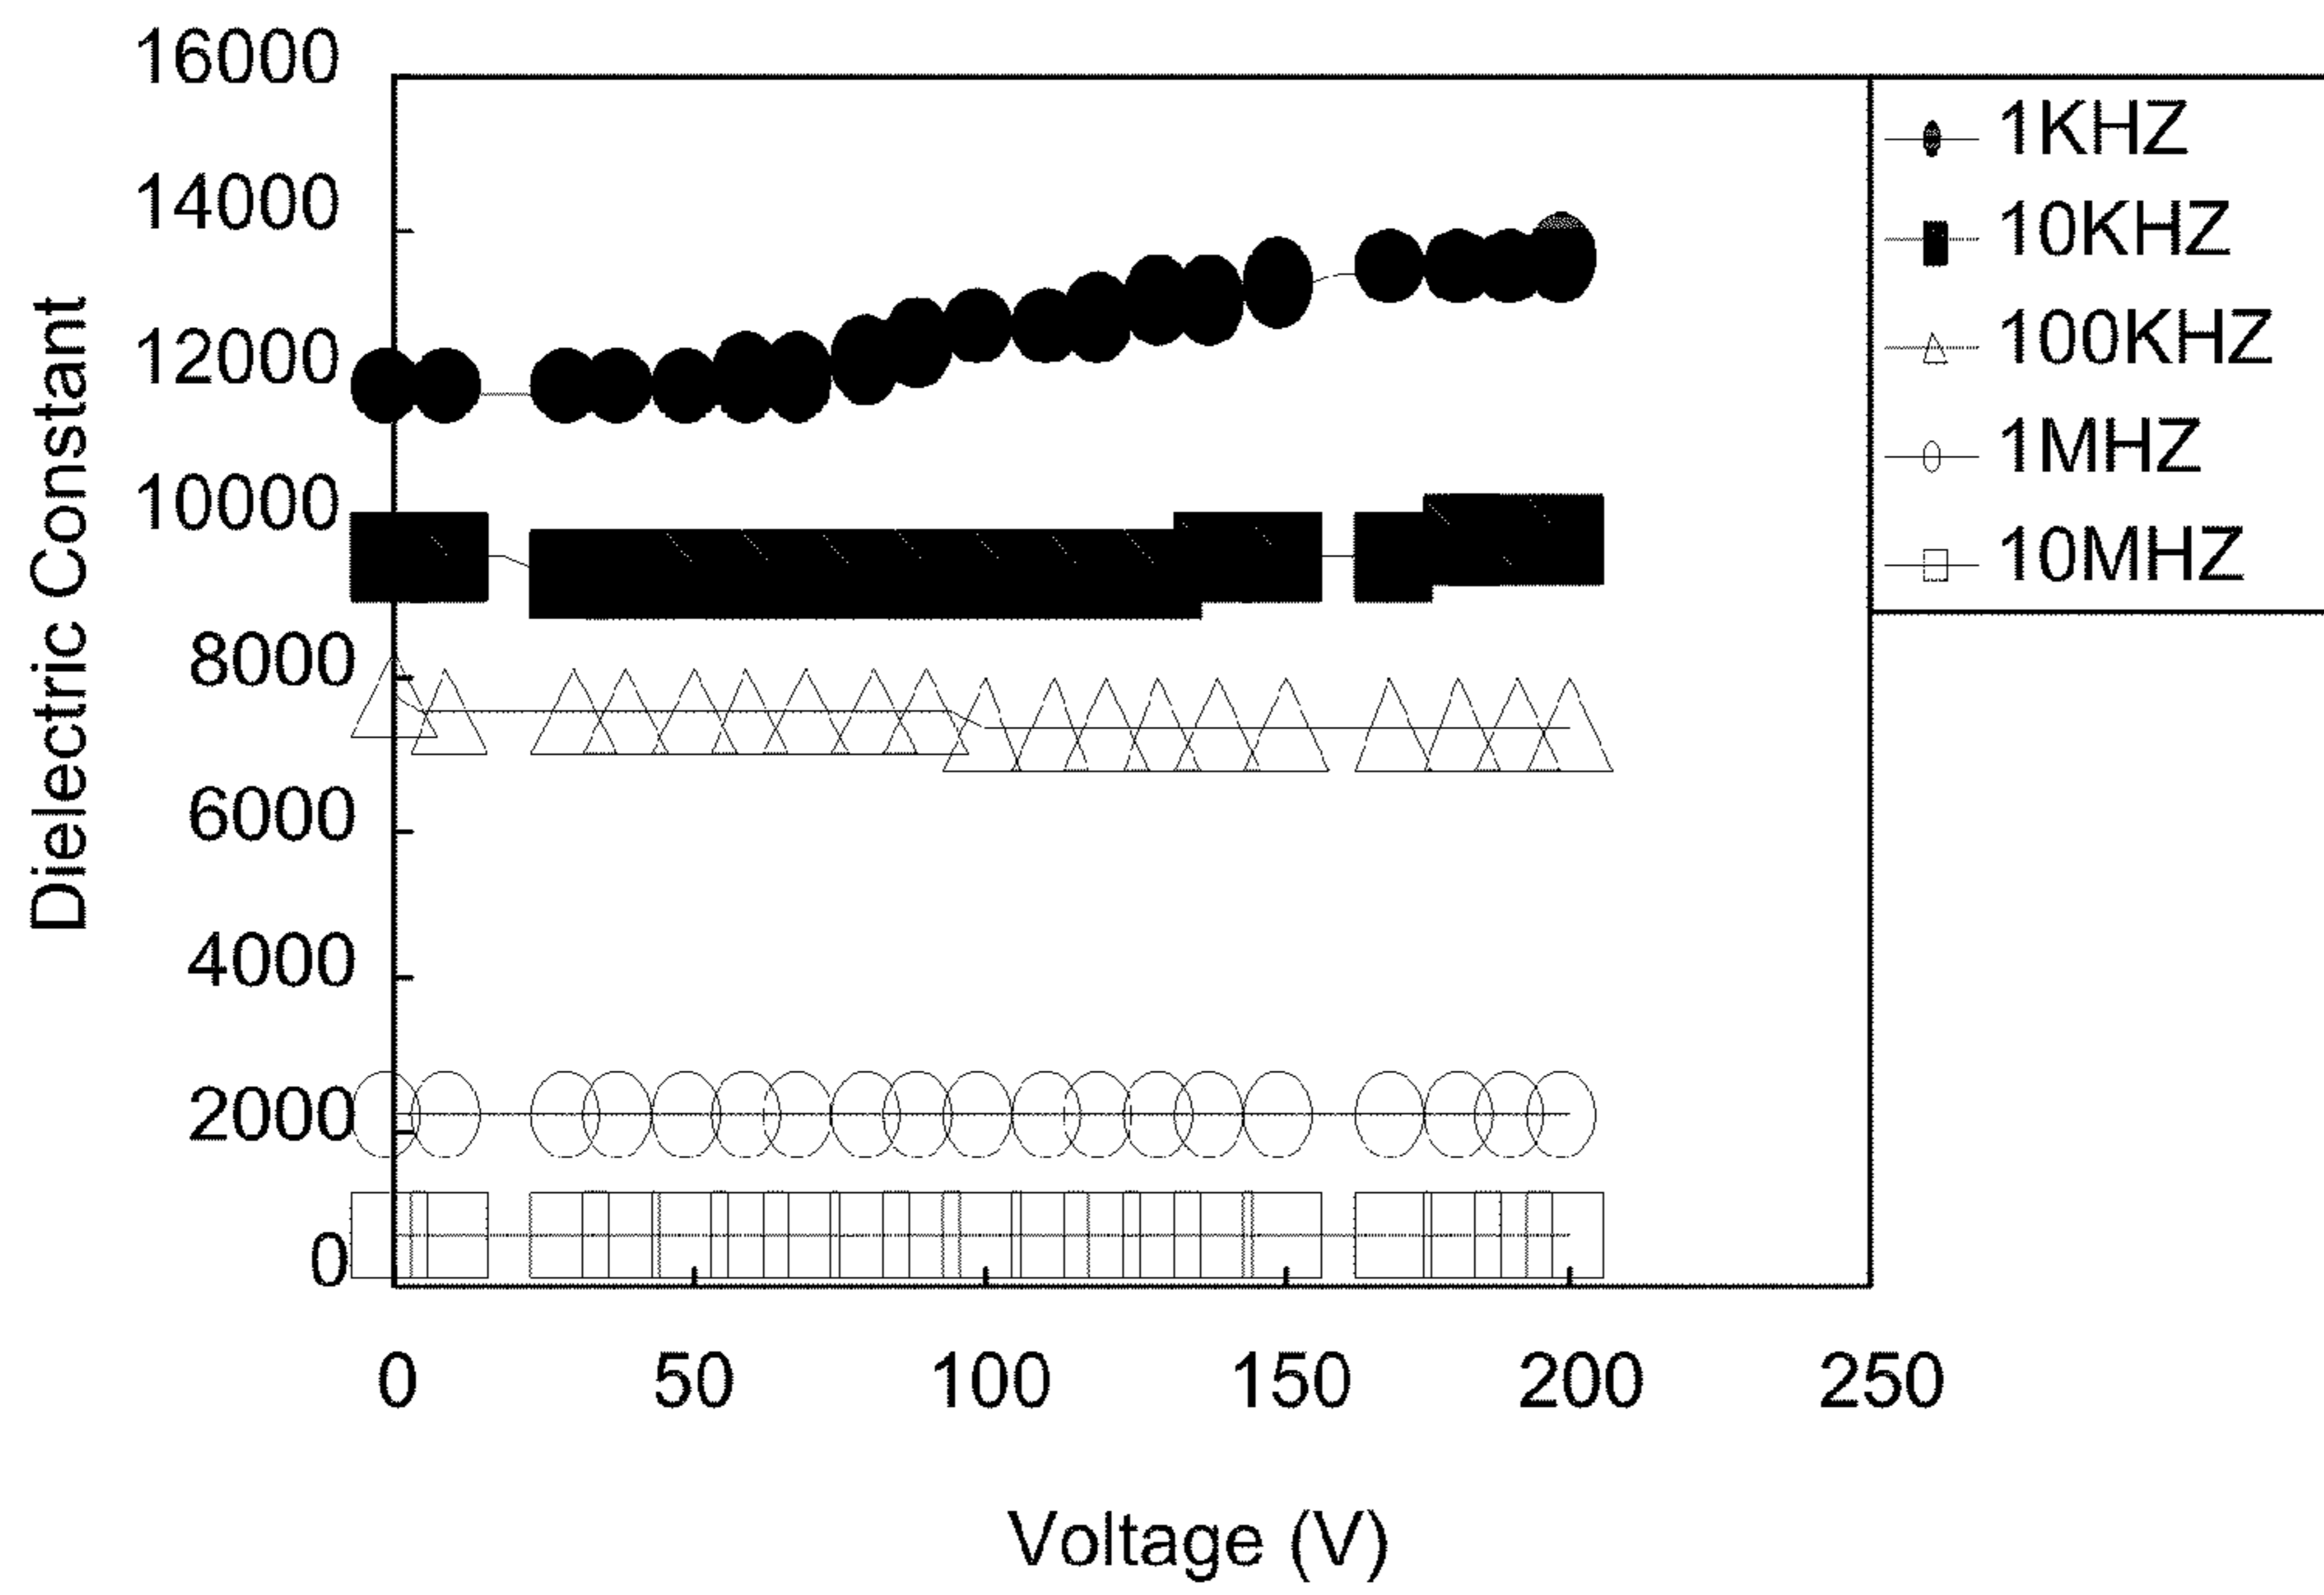 16000
14000
12000
10000
8000
6000
4000
2000
0
Dielectric Constant
0 50 100 150 200 250
Voltage (V)
1KHZ
10KHZ
100KHZ
1MHZ
10MHZ